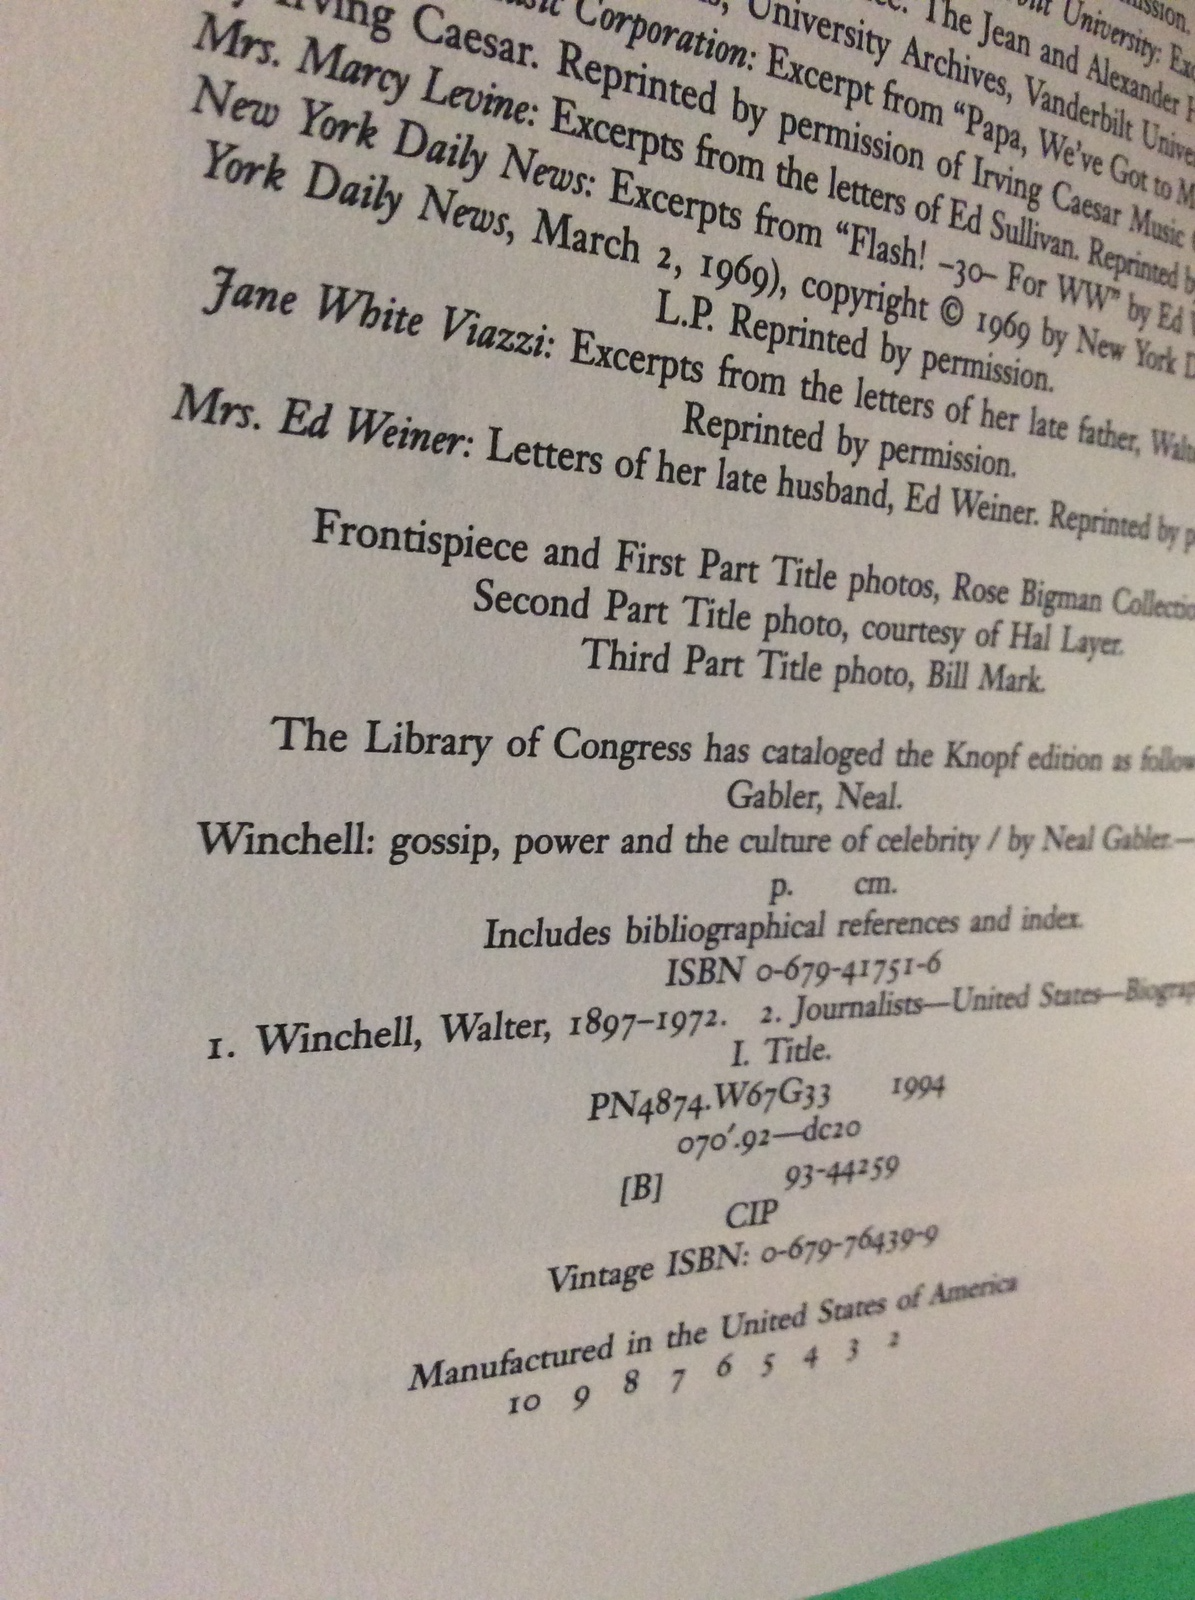 mission.
University: Exc
The Jean and Alexander H
University Archives, Vanderbilt Univer
Corporation: Excerpt from “Papa, We've Got to M
Irving Caesar. Reprinted by permission of Irving Caesar Music
Mrs. Marcy Levine: Excerpts from the letters of Ed Sullivan. Reprinted b
New York Daily News: Excerpts from “Flash! –30– For WW” by Ed
York Daily News, March 2, 1969), copyright © 1969 by New York D
L.P. Reprinted by permission.
Jane White Viazzi: Excerpts from the letters of her late father, Walt
Reprinted by permission.
Mrs. Ed Weiner: Letters of her late husband, Ed Weiner. Reprinted by p
Frontispiece and First Part Title photos, Rose Bigman Collectio
Second Part Title photo, courtesy of Hal Layer.
Third Part Title photo, Bill Mark.
The Library of Congress has cataloged the Knopf edition as follow
Gabler, Neal.
Winchell: gossip, power and the culture of celebrity / by Neal Gabler.—
p. cm.
Includes bibliographical references and index.
ISBN 0-679-41751-6
1. Winchell, Walter, 1897–1972. 2. Journalists—United States—Biograp
I. Title.
PN4874.W67G33 1994
070′.92—dc20
[B] 93-44259
CIP
Vintage ISBN: 0-679-76439-9
Manufactured in the United States of America
10 9 8 7 6 5 4 3 2